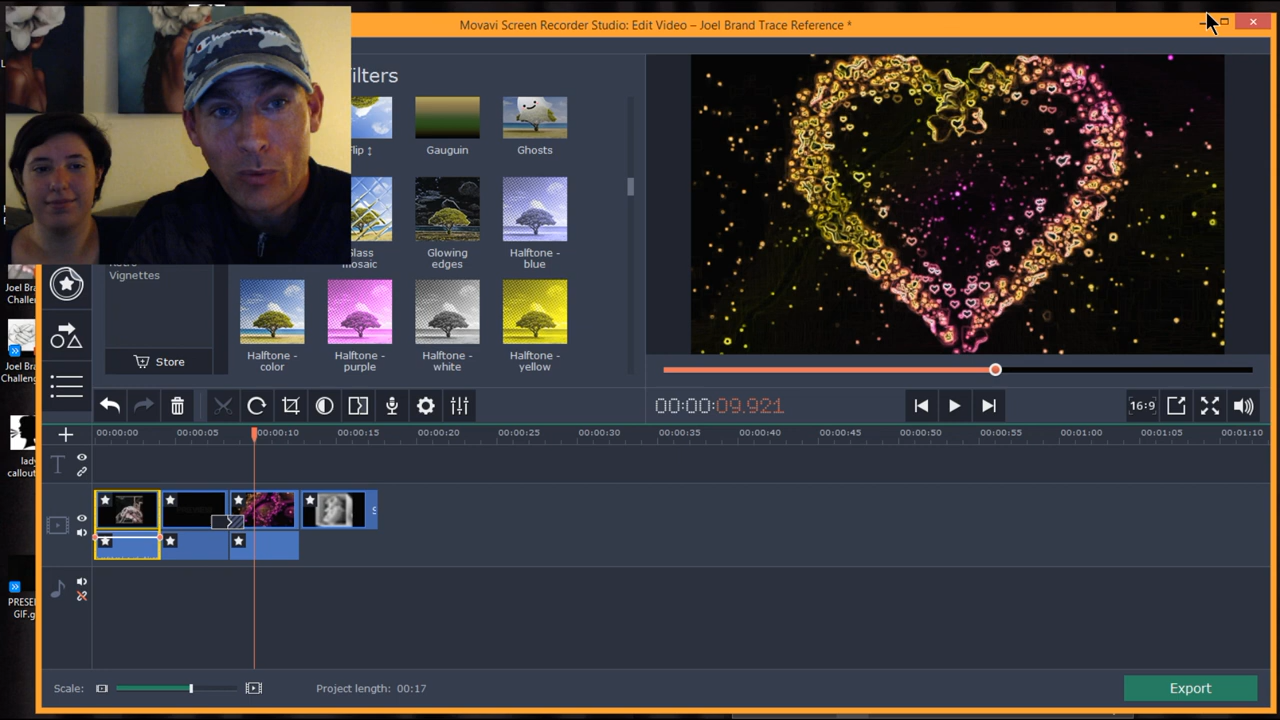 Movavi Screen Recorder Studio: Edit Video – Joel Brand Trace Reference *
Champion
Filters
Flip ↕
Gauguin
Ghosts
Glass mosaic
Glowing edges
Halftone - blue
Vignettes
Halftone - color
Halftone - purple
Halftone - white
Halftone - yellow
Store
Joel Bra
Challen
Joel Bra
Challeng
lady
callout
PRESEN
GIF.g
00:00:09.921
16:9
00:00:00 00:00:05 00:00:10 00:00:15 00:00:20 00:00:25 00:00:30 00:00:35 00:00:40 00:00:45 00:00:50 00:00:55 00:01:00 00:01:05 00:01:10
T
Scale:
Project length: 00:17
Export